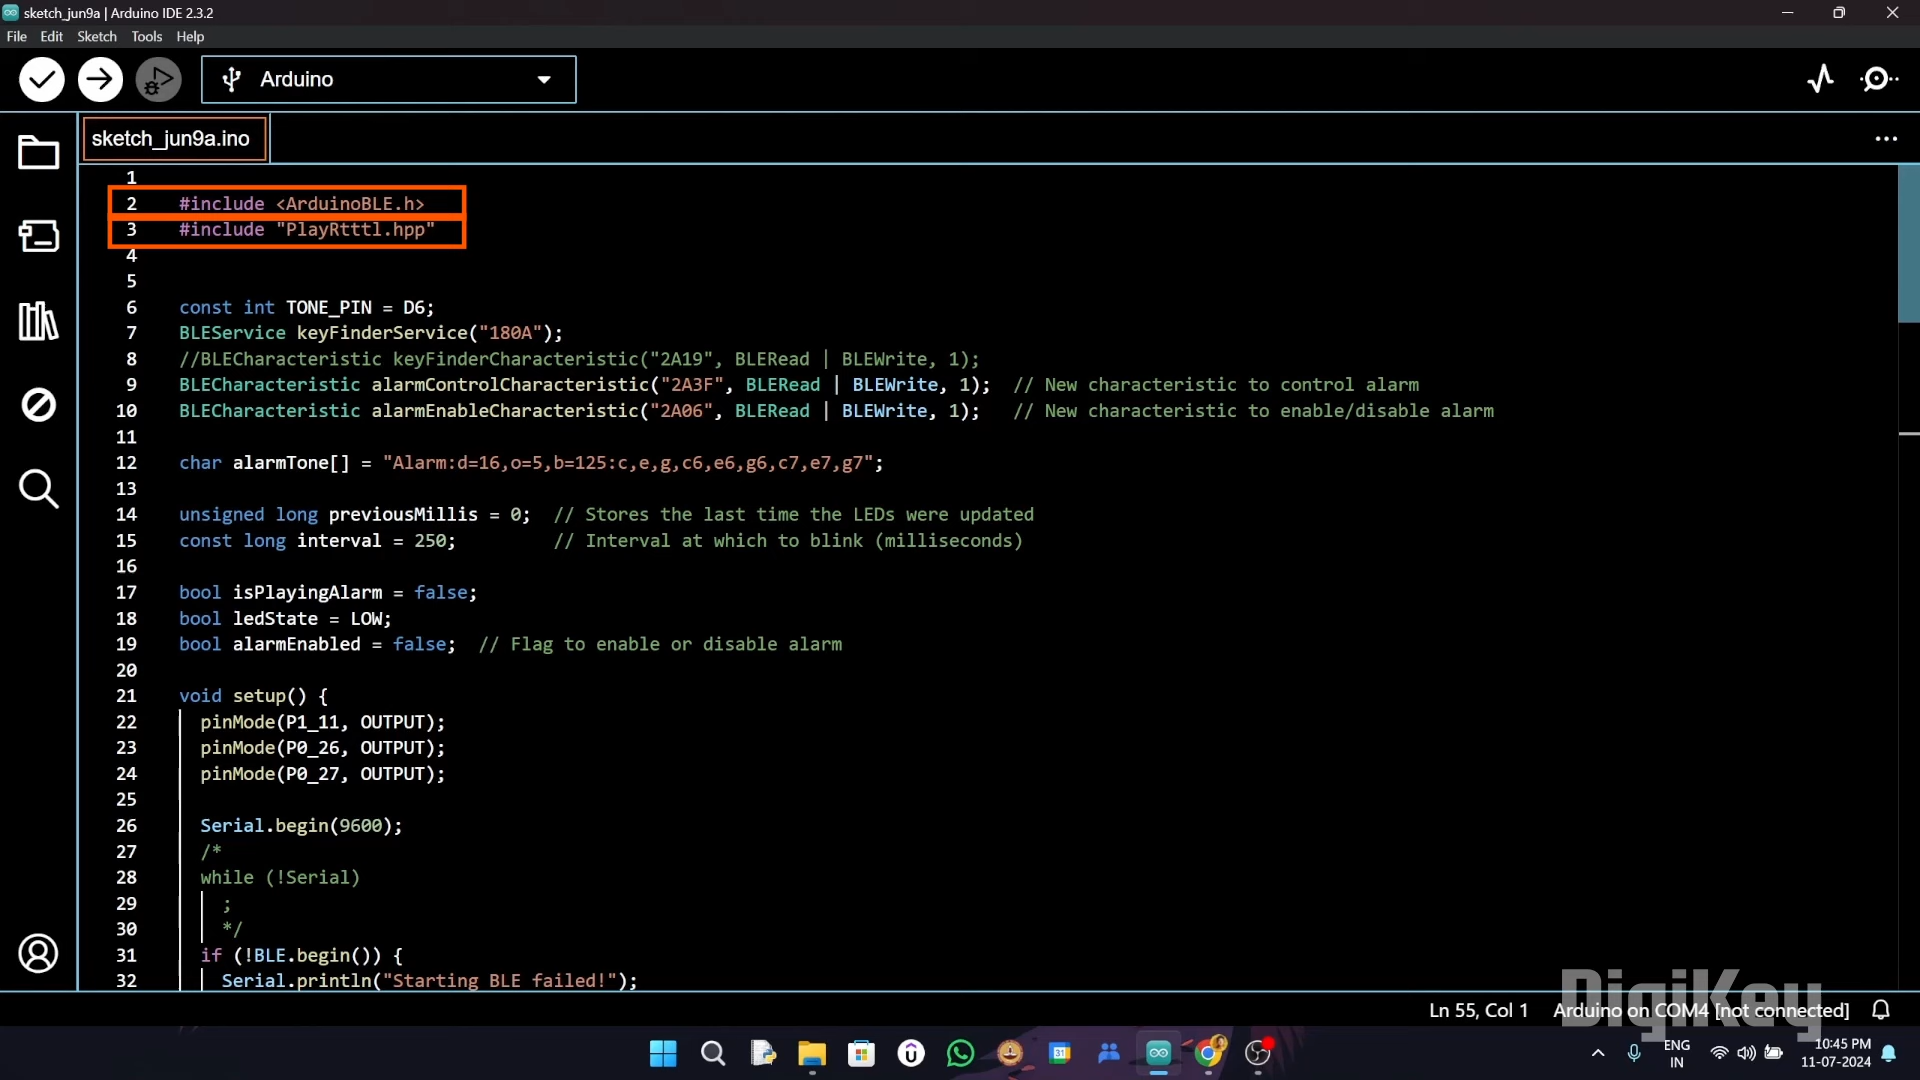 sketch_jun9a | Arduino IDE 2.3.2
File Edit Sketch Tools Help
Arduino
sketch_jun9a.ino
1
2 #include <ArduinoBLE.h>
3 #include "PlayRtttl.hpp"
4
5
6 const int TONE_PIN = D6;
7 BLEService keyFinderService("180A");
8 //BLECharacteristic keyFinderCharacteristic("2A19", BLERead | BLEWrite, 1);
9 BLECharacteristic alarmControlCharacteristic("2A3F", BLERead | BLEWrite, 1);  // New characteristic to control alarm
10 BLECharacteristic alarmEnableCharacteristic("2A06", BLERead | BLEWrite, 1);   // New characteristic to enable/disable alarm
11
12 char alarmTone[] = "Alarm:d=16,o=5,b=125:c,e,g,c6,e6,g6,c7,e7,g7";
13
14 unsigned long previousMillis = 0;  // Stores the last time the LEDs were updated
15 const long interval = 250;         // Interval at which to blink (milliseconds)
16
17 bool isPlayingAlarm = false;
18 bool ledState = LOW;
19 bool alarmEnabled = false;  // Flag to enable or disable alarm
20
21 void setup() {
22 pinMode(P1_11, OUTPUT);
23 pinMode(P0_26, OUTPUT);
24 pinMode(P0_27, OUTPUT);
25
26 Serial.begin(9600);
27 /*
28 while (!Serial)
29 ;
30 */
31 if (!BLE.begin()) {
32 Serial.println("Starting BLE failed!");
DigiKey
Ln 55, Col 1 Arduino on COM4 [not connected]
31
ENG
IN
10:45 PM
11-07-2024